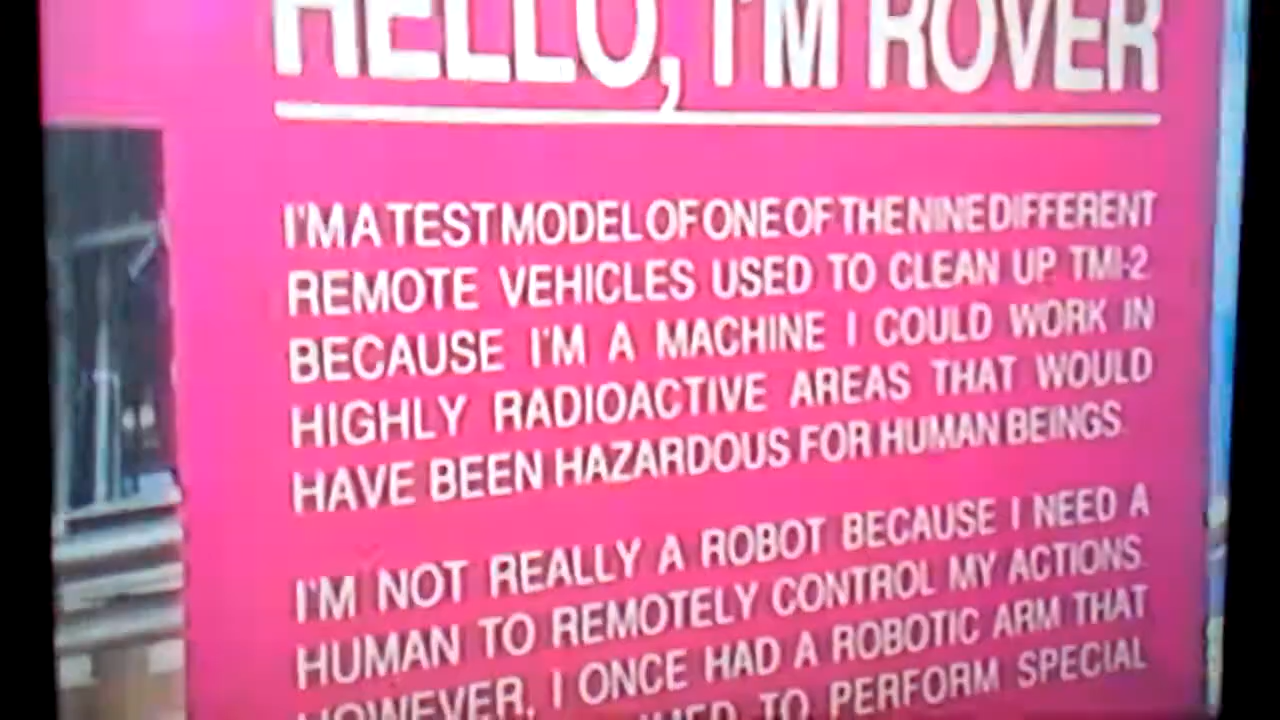 HELLO, I'M ROVER
I'M A TEST MODEL OF ONE OF THE NINE DIFFERENT
REMOTE VEHICLES USED TO CLEAN UP TMI-2
BECAUSE I'M A MACHINE I COULD WORK IN
HIGHLY RADIOACTIVE AREAS THAT WOULD
HAVE BEEN HAZARDOUS FOR HUMAN BEINGS.
I'M NOT REALLY A ROBOT BECAUSE I NEED A
HUMAN TO REMOTELY CONTROL MY ACTIONS.
HOWEVER, I ONCE HAD A ROBOTIC ARM THAT
TO PERFORM SPECIAL